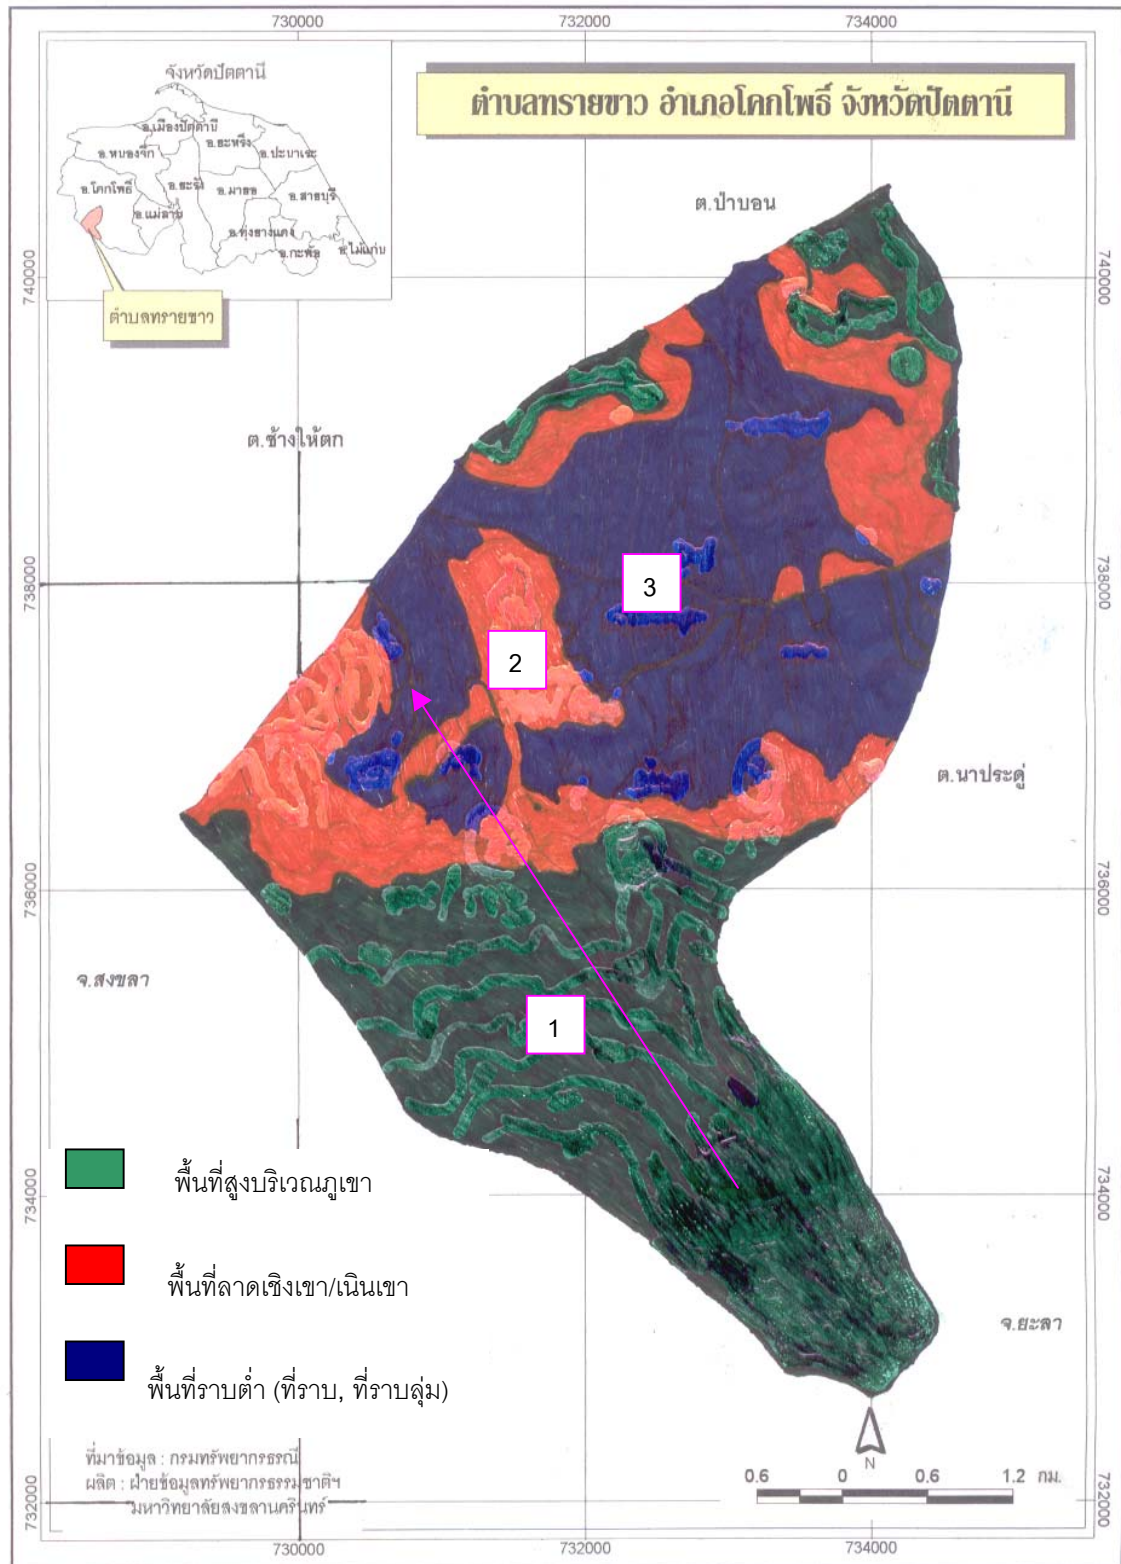 730000
732000
734000
จังหวัดปัตตานี
ตำบลทรายขาว อำเภอโคกโพธิ์ จังหวัดปัตตานี
อ.เมืองปัตตานี
อ.ยะหริ่ง
อ.หนองจิก
อ.ปะนาเระ
อ.โคกโพธิ์
อ.ยะรัง
อ.มายอ
อ.สายบุรี
อ.แม่ลาน
อ.ทุ่งยางแดง
อ.กะพ้อ
อ.ไม้แก่น
ตำบลทรายขาว
ต.ป่าบอน
740000
740000
ต.ช้างให้ตก
738000
738000
3
2
ต.นาประดู่
736000
736000
จ.สงขลา
1
พื้นที่สูงบริเวณภูเขา
734000
734000
พื้นที่ลาดเชิงเขา/เนินเขา
จ.ยะลา
พื้นที่ราบต่ำ (ที่ราบ, ที่ราบลุ่ม)
N
ที่มาข้อมูล : กรมทรัพยากรธรณี
ผลิต : ฝ่ายข้อมูลทรัพยากรธรรมชาติฯ
มหาวิทยาลัยสงขลานครินทร์
0.6 0 0.6 1.2 กม.
732000
732000
730000
732000
734000